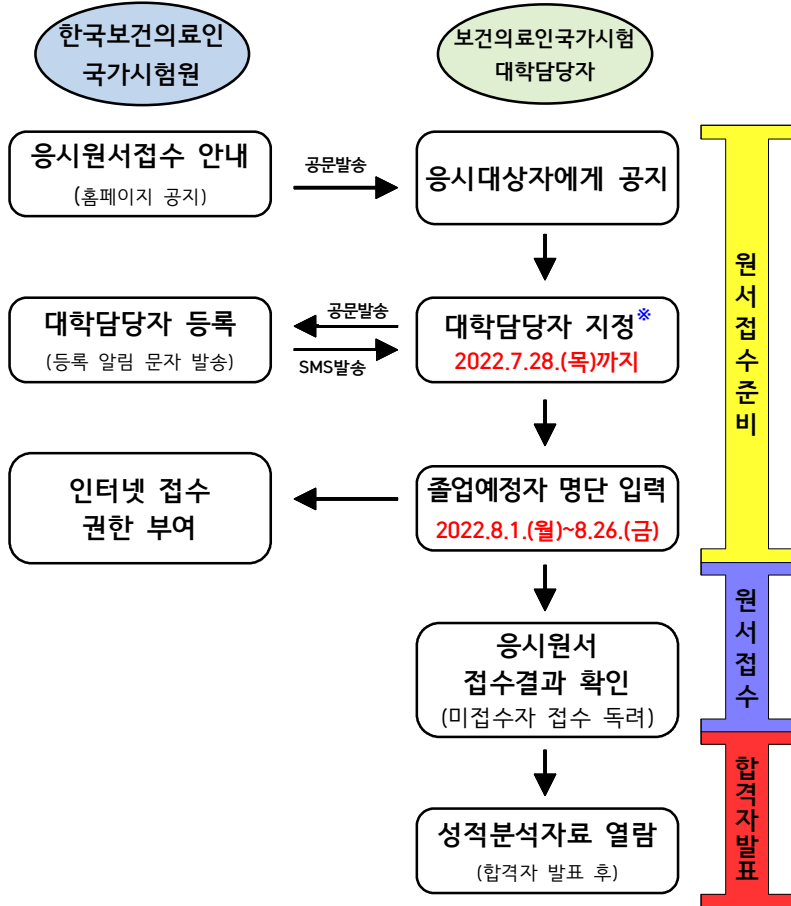 한국보건의료인
국가시험원
보건의료인국가시험
대학담당자
응시원서접수 안내
(홈페이지 공지)
공문발송
응시대상자에게 공지
대학담당자 등록
(등록 알림 문자 발송)
공문발송
SMS발송
대학담당자 지정※
2022.7.28.(목)까지
인터넷 접수
권한 부여
졸업예정자 명단 입력
2022.8.1.(월)~8.26.(금)
응시원서
접수결과 확인
(미접수자 접수 독려)
성적분석자료 열람
(합격자 발표 후)
원서접수준비
원서접수
합격자발표